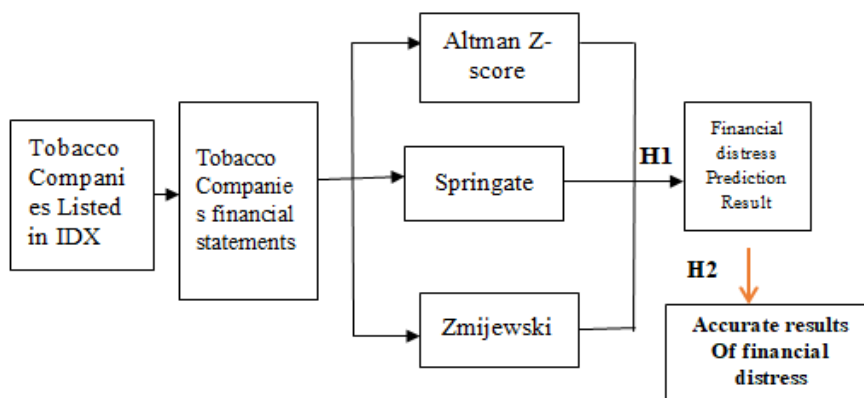 Tobacco
Compani
es Listed
in IDX
Tobacco
Companie
s financial
statements
Altman Z-
score
Springate
Zmijewski
H1
Financial
distress
Prediction
Result
H2
Accurate results
Of financial
distress